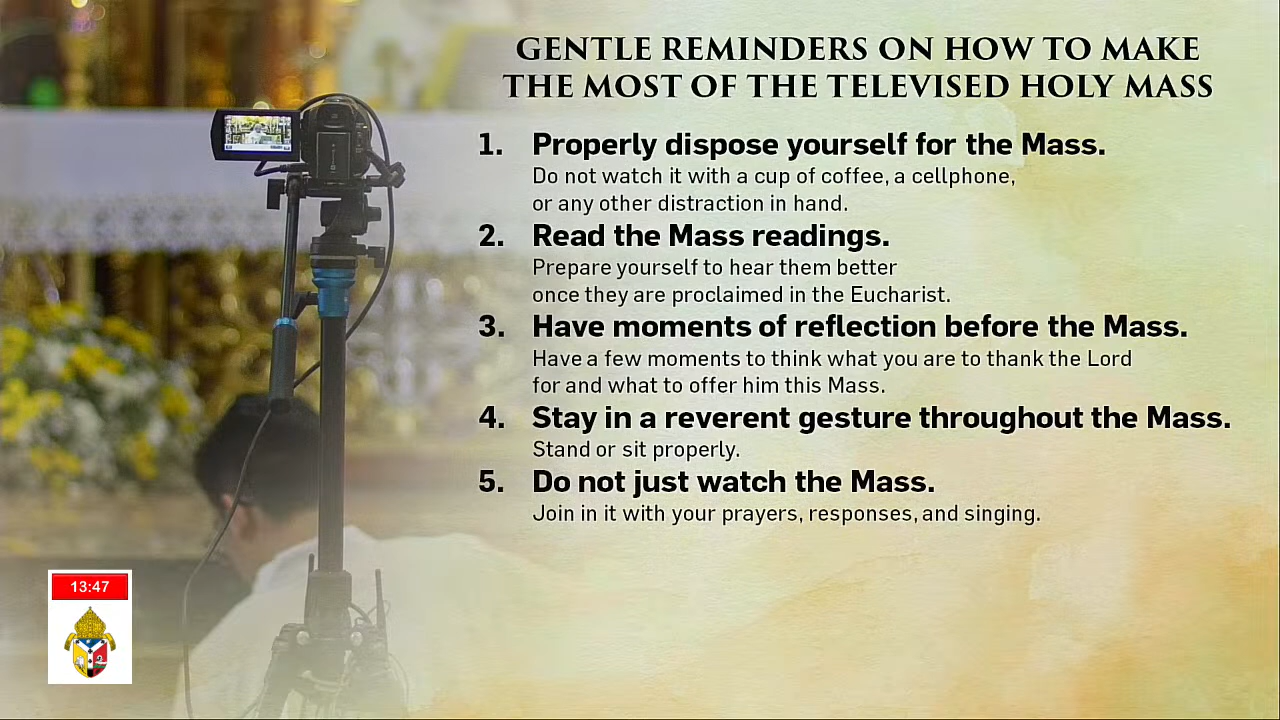 GENTLE REMINDERS ON HOW TO MAKE
THE MOST OF THE TELEVISED HOLY MASS
1. Properly dispose yourself for the Mass.
Do not watch it with a cup of coffee, a cellphone,
or any other distraction in hand.
2. Read the Mass readings.
Prepare yourself to hear them better
once they are proclaimed in the Eucharist.
3. Have moments of reflection before the Mass.
Have a few moments to think what you are to thank the Lord
for and what to offer him this Mass.
4. Stay in a reverent gesture throughout the Mass.
Stand or sit properly.
5. Do not just watch the Mass.
Join in it with your prayers, responses, and singing.
13:47